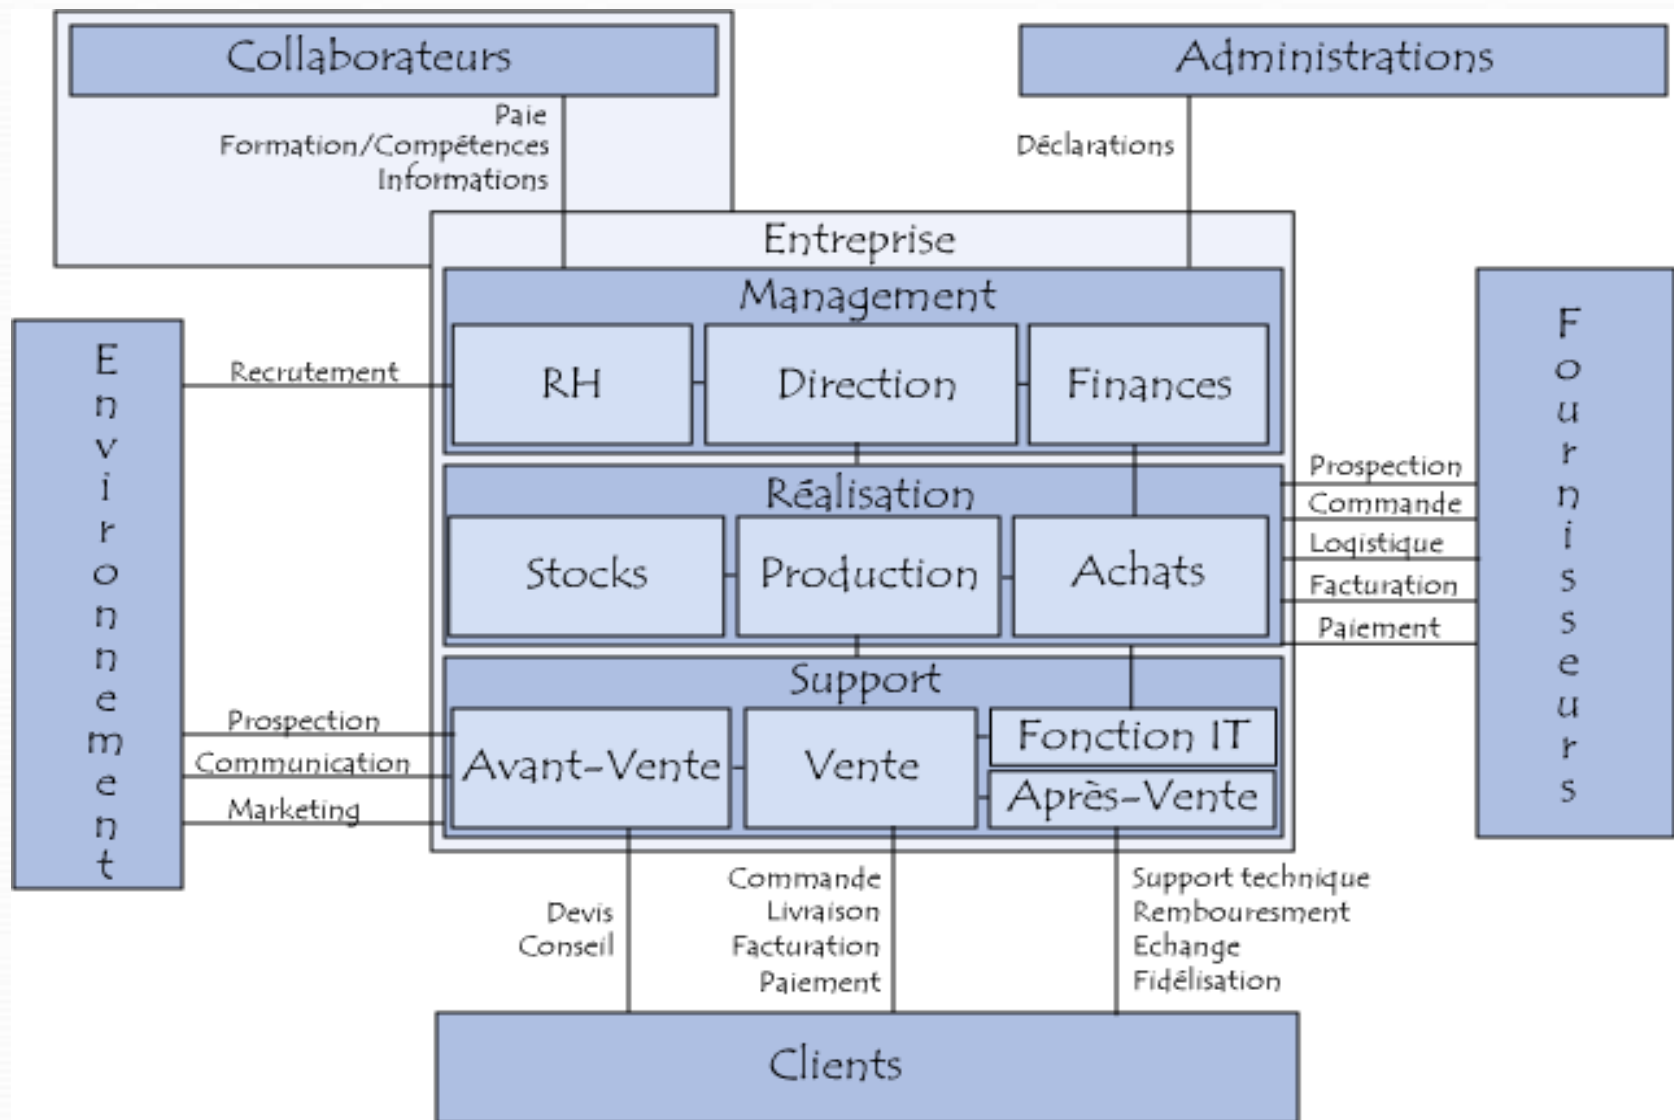 Collaborateurs
Administrations
Paie
Formation/Compétences
Informations
Déclarations
Entreprise
Management
RH
Direction
Finances
Recrutement
Environnement
Fournisseurs
Réalisation
Stocks
Production
Achats
Prospection
Commande
Logistique
Facturation
Paiement
Support
Avant-Vente
Vente
Fonction IT
Après-Vente
Prospection
Communication
Marketing
Devis
Conseil
Commande
Livraison
Facturation
Paiement
Support technique
Rembouresment
Echange
Fidélisation
Clients